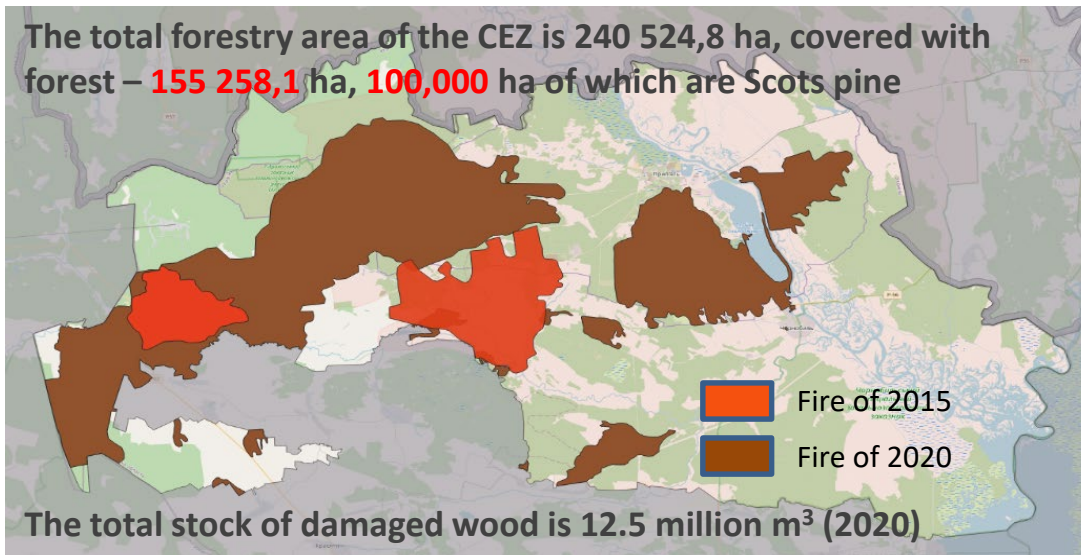 The total forestry area of the CEZ is 240 524,8 ha, covered with
forest – 155 258,1 ha, 100,000 ha of which are Scots pine
Fire of 2015
Fire of 2020
The total stock of damaged wood is 12.5 million m³ (2020)